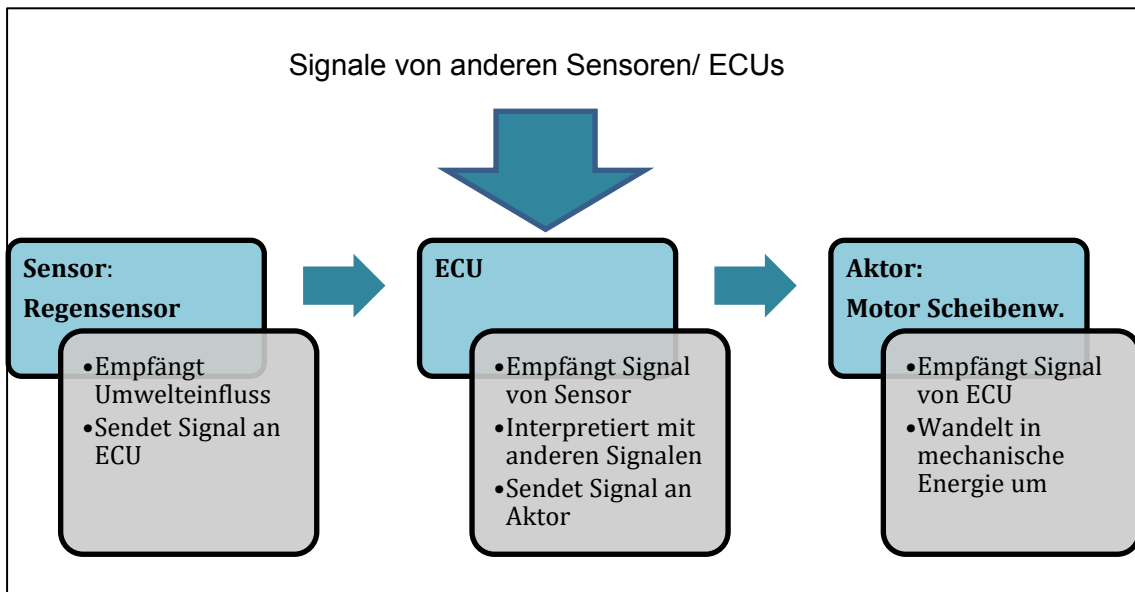 Signale von anderen Sensoren/ ECUs
Sensor:
Regensensor
•Empfängt
Umwelteinfluss
•Sendet Signal an
ECU
ECU
•Empfängt Signal
von Sensor
•Interpretiert mit
anderen Signalen
•Sendet Signal an
Aktor
Aktor:
Motor Scheibenw.
•Empfängt Signal
von ECU
•Wandelt in
mechanische
Energie um